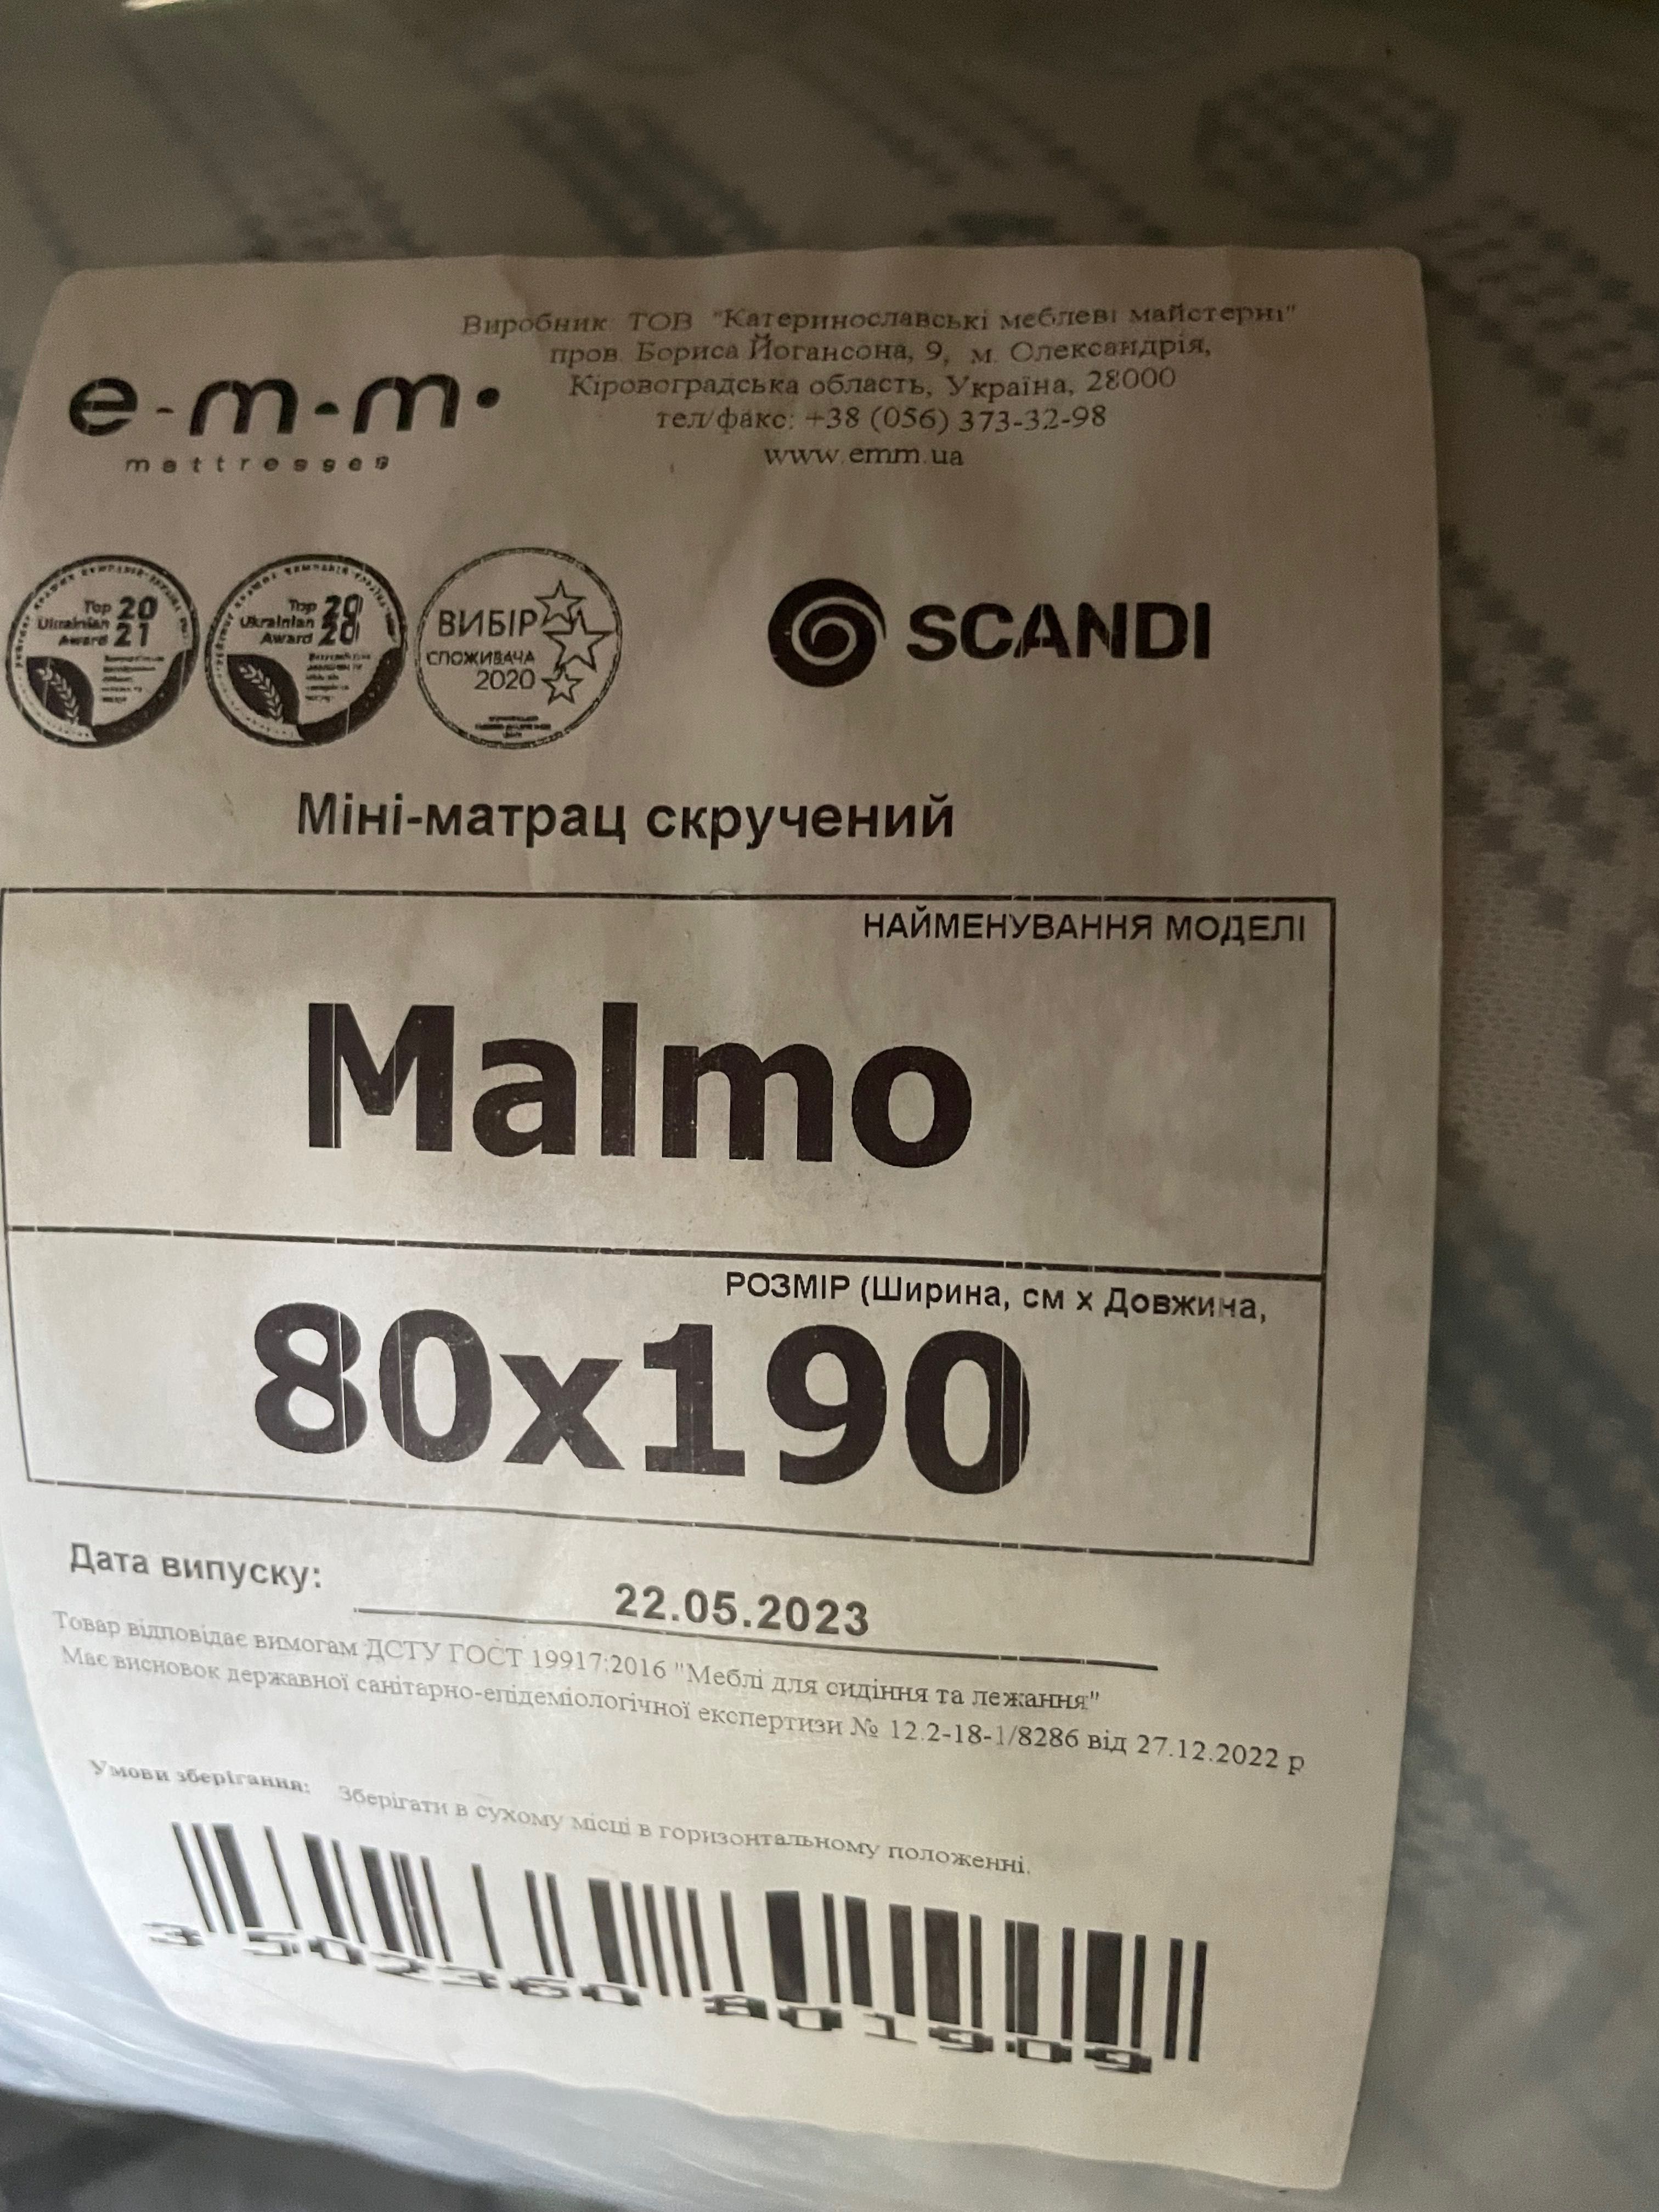 Виробник: ТОВ "Катеринославські меблеві майстерні"
пров. Бориса Йогансона, 9, м. Олександрія,
Кіровоградська область, Україна, 28000
тел/факс: +38 (056) 373-32-98
www.emm.ua
e-m-m.
mattresses
Top 2021
Ukrainian
Award
Top 2020
Ukrainian
Award
ВИБІР
СПОЖИВАЧА
2020
SCANDI
Міні-матрац скручений
НАЙМЕНУВАННЯ МОДЕЛІ
Malmo
РОЗМІР (Ширина, см х Довжина,
80x190
Дата випуску: 22.05.2023
Товар відповідає вимогам ДСТУ ГОСТ 19917:2016 "Меблі для сидіння та лежання"
Має висновок державної санітарно-епідеміологічної експертизи № 12.2-18-1/8286 від 27.12.2022 р
Умови зберігання: Зберігати в сухому місці в горизонтальному положенні.
3 502360 801909